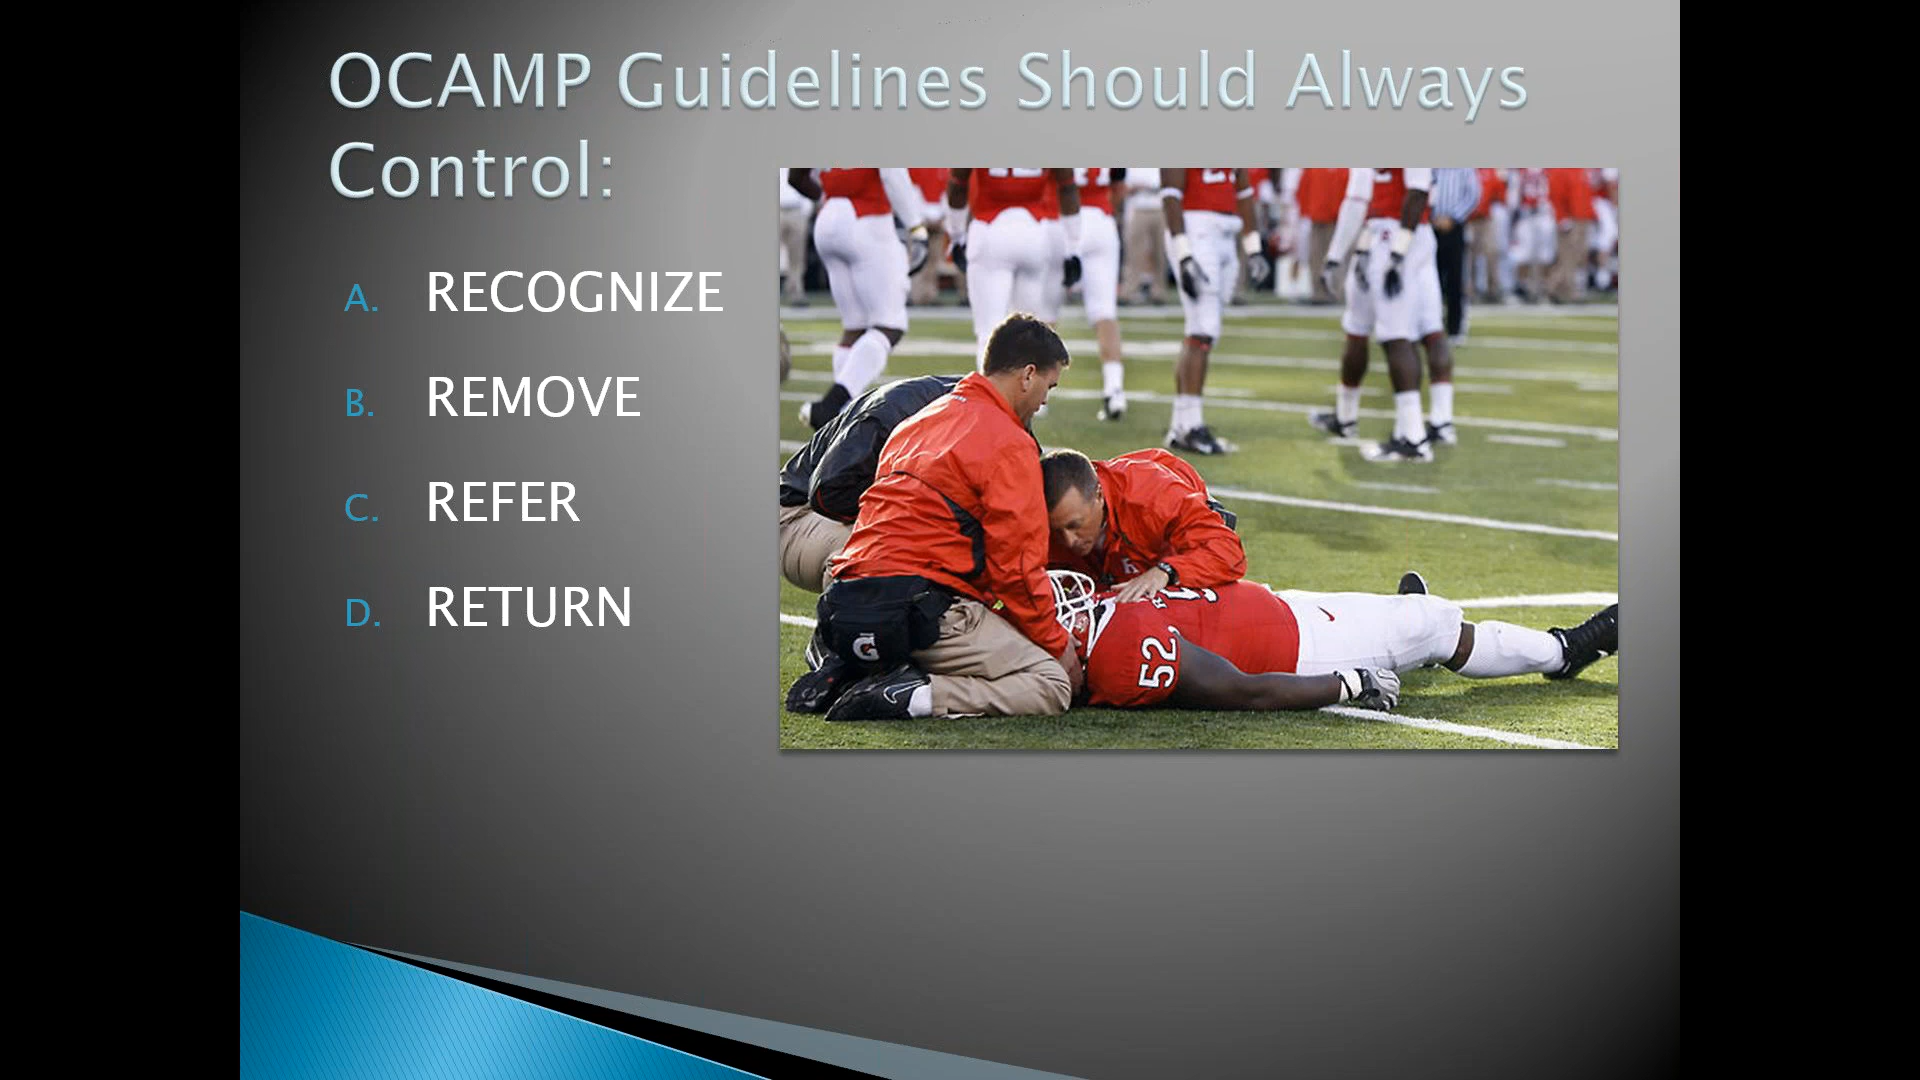 OCAMP Guidelines Should Always
Control:
A. RECOGNIZE
B. REMOVE
C. REFER
D. RETURN
52
G